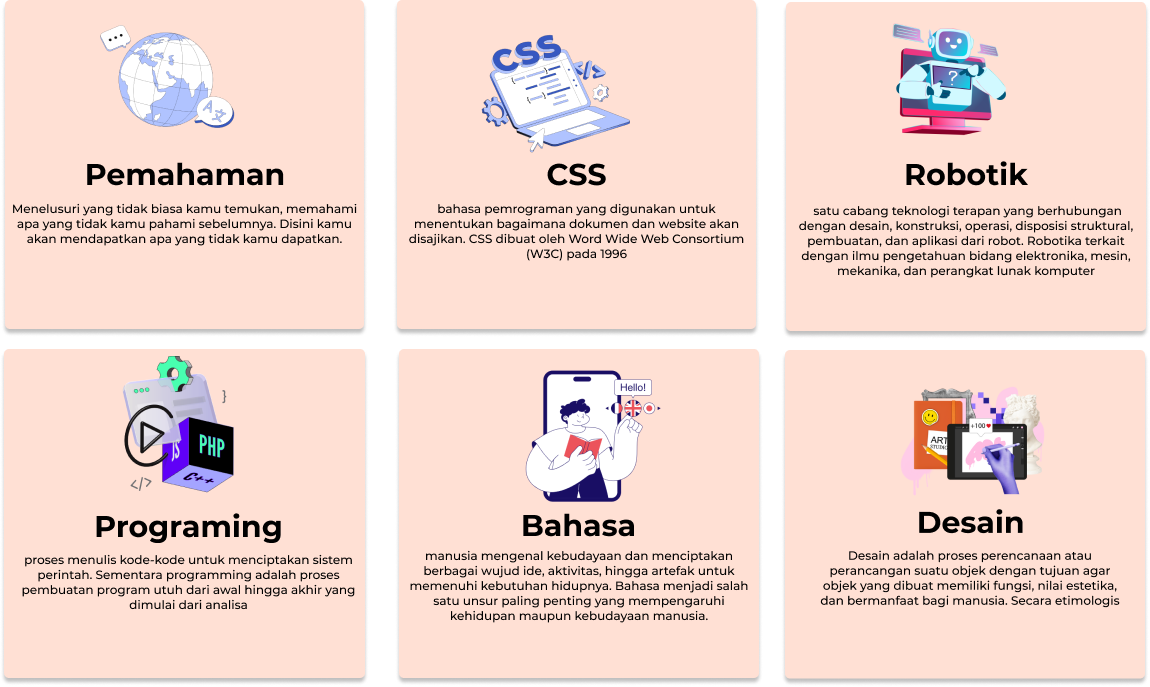 A
文
Pemahaman
Menelusuri yang tidak biasa kamu temukan, memahami
apa yang tidak kamu pahami sebelumnya. Disini kamu
akan mendapatkan apa yang tidak kamu dapatkan.
CSS
</>
CSS
bahasa pemrograman yang digunakan untuk
menentukan bagaimana dokumen dan website akan
disajikan. CSS dibuat oleh Word Wide Web Consortium
(W3C) pada 1996
?
Robotik
satu cabang teknologi terapan yang berhubungan
dengan desain, konstruksi, operasi, disposisi struktural,
pembuatan, dan aplikasi dari robot. Robotika terkait
dengan ilmu pengetahuan bidang elektronika, mesin,
mekanika, dan perangkat lunak komputer
}
JS
PHP
C++
</>
Programing
proses menulis kode-kode untuk menciptakan sistem
perintah. Sementara programming adalah proses
pembuatan program utuh dari awal hingga akhir yang
dimulai dari analisa
Hello!
Bahasa
manusia mengenal kebudayaan dan menciptakan
berbagai wujud ide, aktivitas, hingga artefak untuk
memenuhi kebutuhan hidupnya. Bahasa menjadi salah
satu unsur paling penting yang mempengaruhi
kehidupan maupun kebudayaan manusia.
+100
ART
STUDIO
Desain
Desain adalah proses perencanaan atau
perancangan suatu objek dengan tujuan agar
objek yang dibuat memiliki fungsi, nilai estetika,
dan bermanfaat bagi manusia. Secara etimologis